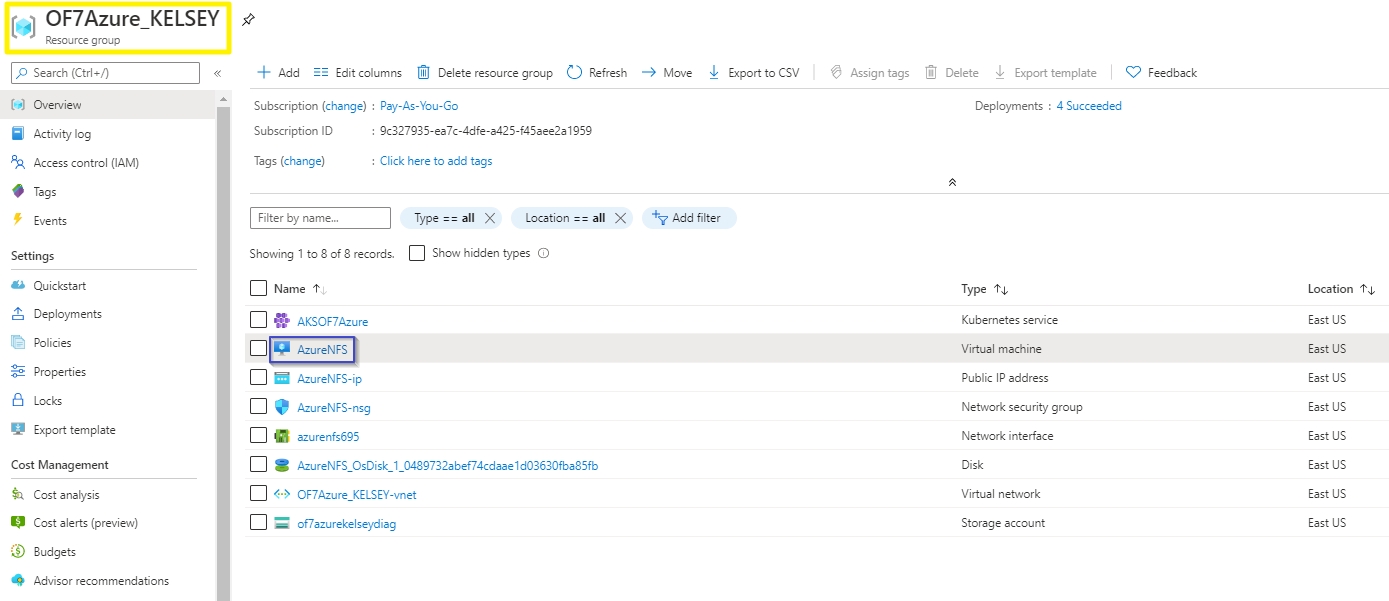 OF7Azure_KELSEY
Resource group
Search (Ctrl+/)
«
Add
Edit columns
Delete resource group
Refresh
Move
Export to CSV
Assign tags
Delete
Export template
Feedback
Overview
Activity log
Access control (IAM)
Tags
Events
Settings
Quickstart
Deployments
Policies
Properties
Locks
Export template
Cost Management
Cost analysis
Cost alerts (preview)
Budgets
Advisor recommendations
Subscription (change) : Pay-As-You-Go
Deployments : 4 Succeeded
Subscription ID : 9c327935-ea7c-4dfe-a425-f45aee2a1959
Tags (change) : Click here to add tags
Filter by name...
Type == all
Location == all
Add filter
Showing 1 to 8 of 8 records.
Show hidden types
Name Type Location
AKSOF7Azure Kubernetes service East US
AzureNFS Virtual machine East US
AzureNFS-ip Public IP address East US
AzureNFS-nsg Network security group East US
azurenfs695 Network interface East US
AzureNFS_OsDisk_1_0489732abef74cdaae1d03630fba85fb Disk East US
OF7Azure_KELSEY-vnet Virtual network East US
of7azurekelseydiag Storage account East US